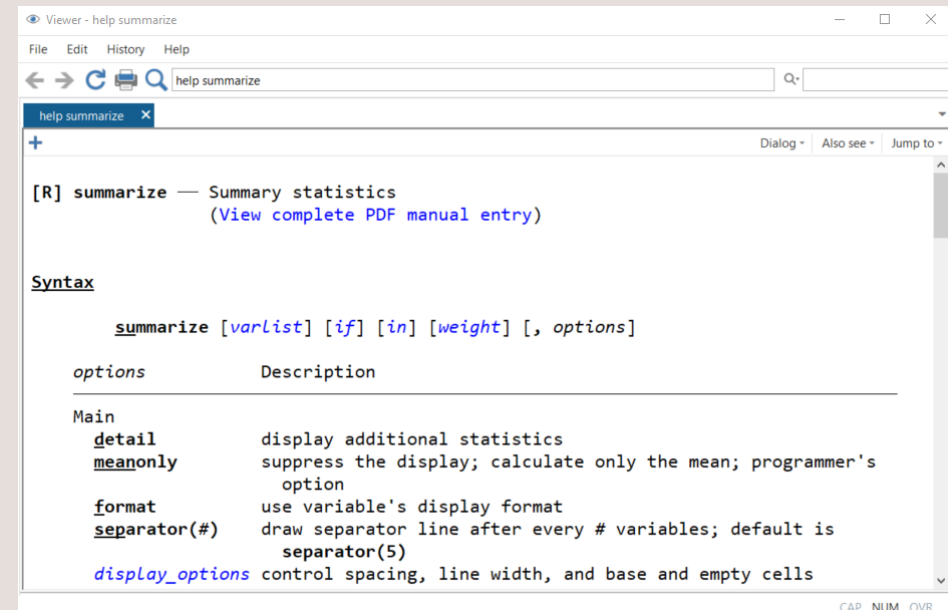 Viewer - help summarize
File Edit History Help
help summarize
help summarize
Dialog Also see Jump to
[R] summarize — Summary statistics
(View complete PDF manual entry)
Syntax
summarize [varlist] [if] [in] [weight] [, options]
options Description
Main
detail display additional statistics
meanonly suppress the display; calculate only the mean; programmer's
option
format use variable's display format
separator(#) draw separator line after every # variables; default is
separator(5)
display_options control spacing, line width, and base and empty cells
CAP NUM OVR